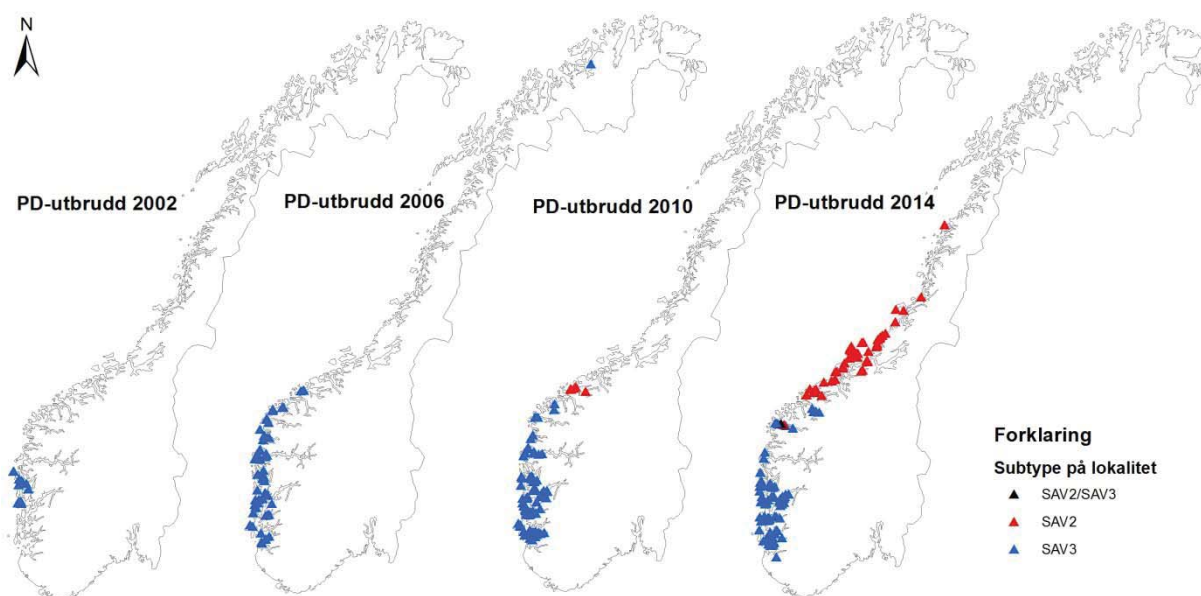 N
PD-utbrudd 2002
PD-utbrudd 2006
PD-utbrudd 2010
PD-utbrudd 2014
Forklaring
Subtype på lokalitet
SAV2/SAV3
SAV2
SAV3